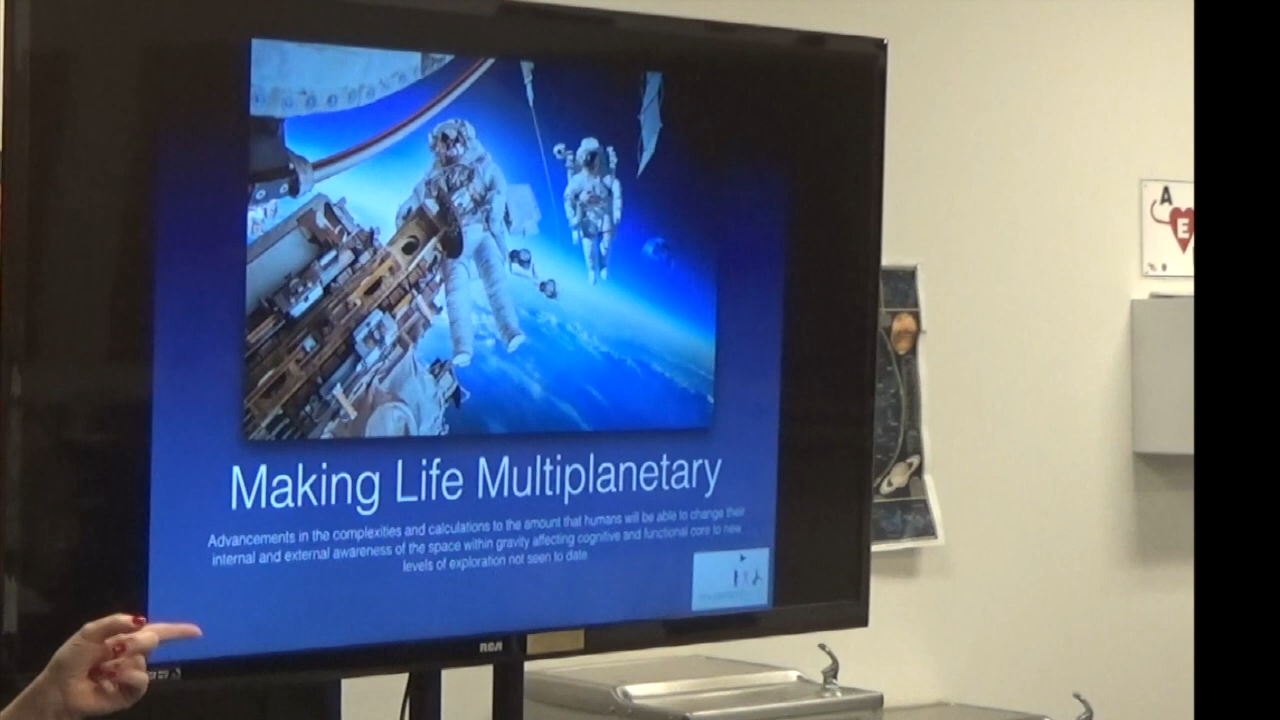 Making Life Multiplanetary
Advancements in the complexities and calculations to the amount that humans will be able to change their
internal and external awareness of the space within gravity affecting cognitive and functional core to new
levels of exploration not seen to date
RCA
A
E